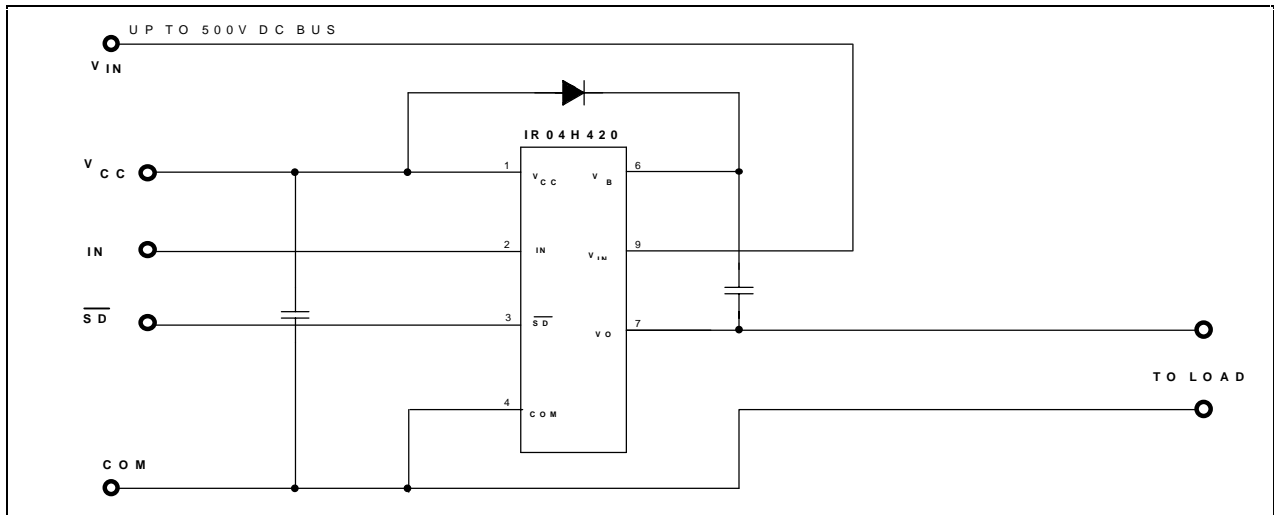 UP TO 500V DC BUS
VIN
IR04H420
VCC
1
VCC
VB
6
IN
2
IN
VIN
9
SD
3
SD
VO
7
TO LOAD
4
COM
COM